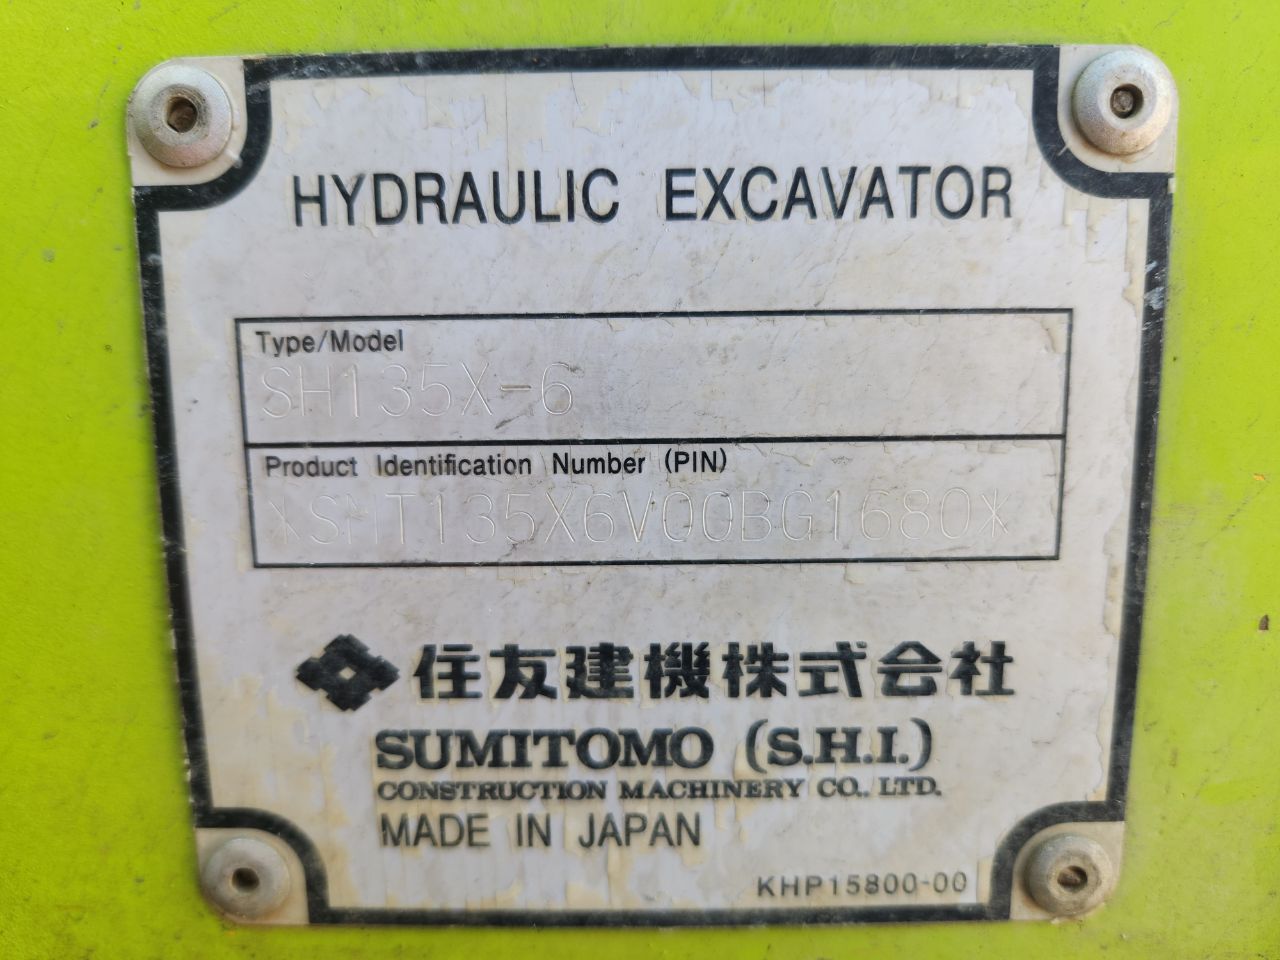 HYDRAULIC EXCAVATOR
Type/Model
SH135X-6
Product Identification Number (PIN)
*SMT135X6V00BG1680*
住友建機株式会社
SUMITOMO (S.H.I.)
CONSTRUCTION MACHINERY CO., LTD.
MADE IN JAPAN
KHP15800-00